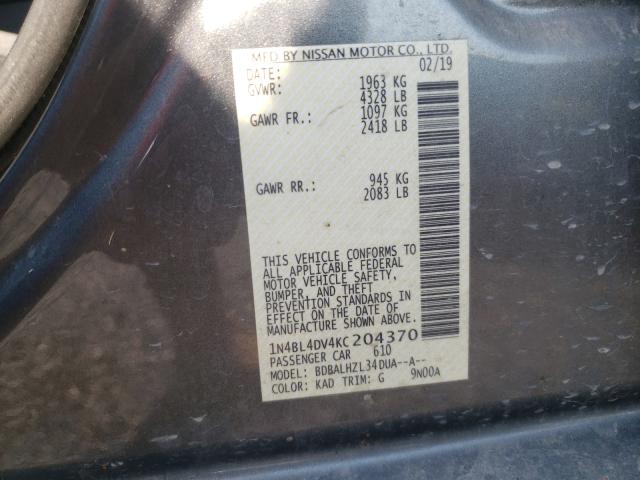 MFD BY NISSAN MOTOR CO., LTD.
DATE: 02/19
GVWR: 1963 KG
4328 LB
GAWR FR.: 1097 KG
2418 LB
GAWR RR.: 945 KG
2083 LB
THIS VEHICLE CONFORMS TO
ALL APPLICABLE FEDERAL
MOTOR VEHICLE SAFETY,
BUMPER, AND THEFT
PREVENTION STANDARDS IN
EFFECT ON THE DATE OF
MANUFACTURE SHOWN ABOVE.
1N4BL4DV4KC204370
PASSENGER CAR 610
MODEL: BDBALHZL34DUA--A--
COLOR: KAD TRIM: G 9N00A